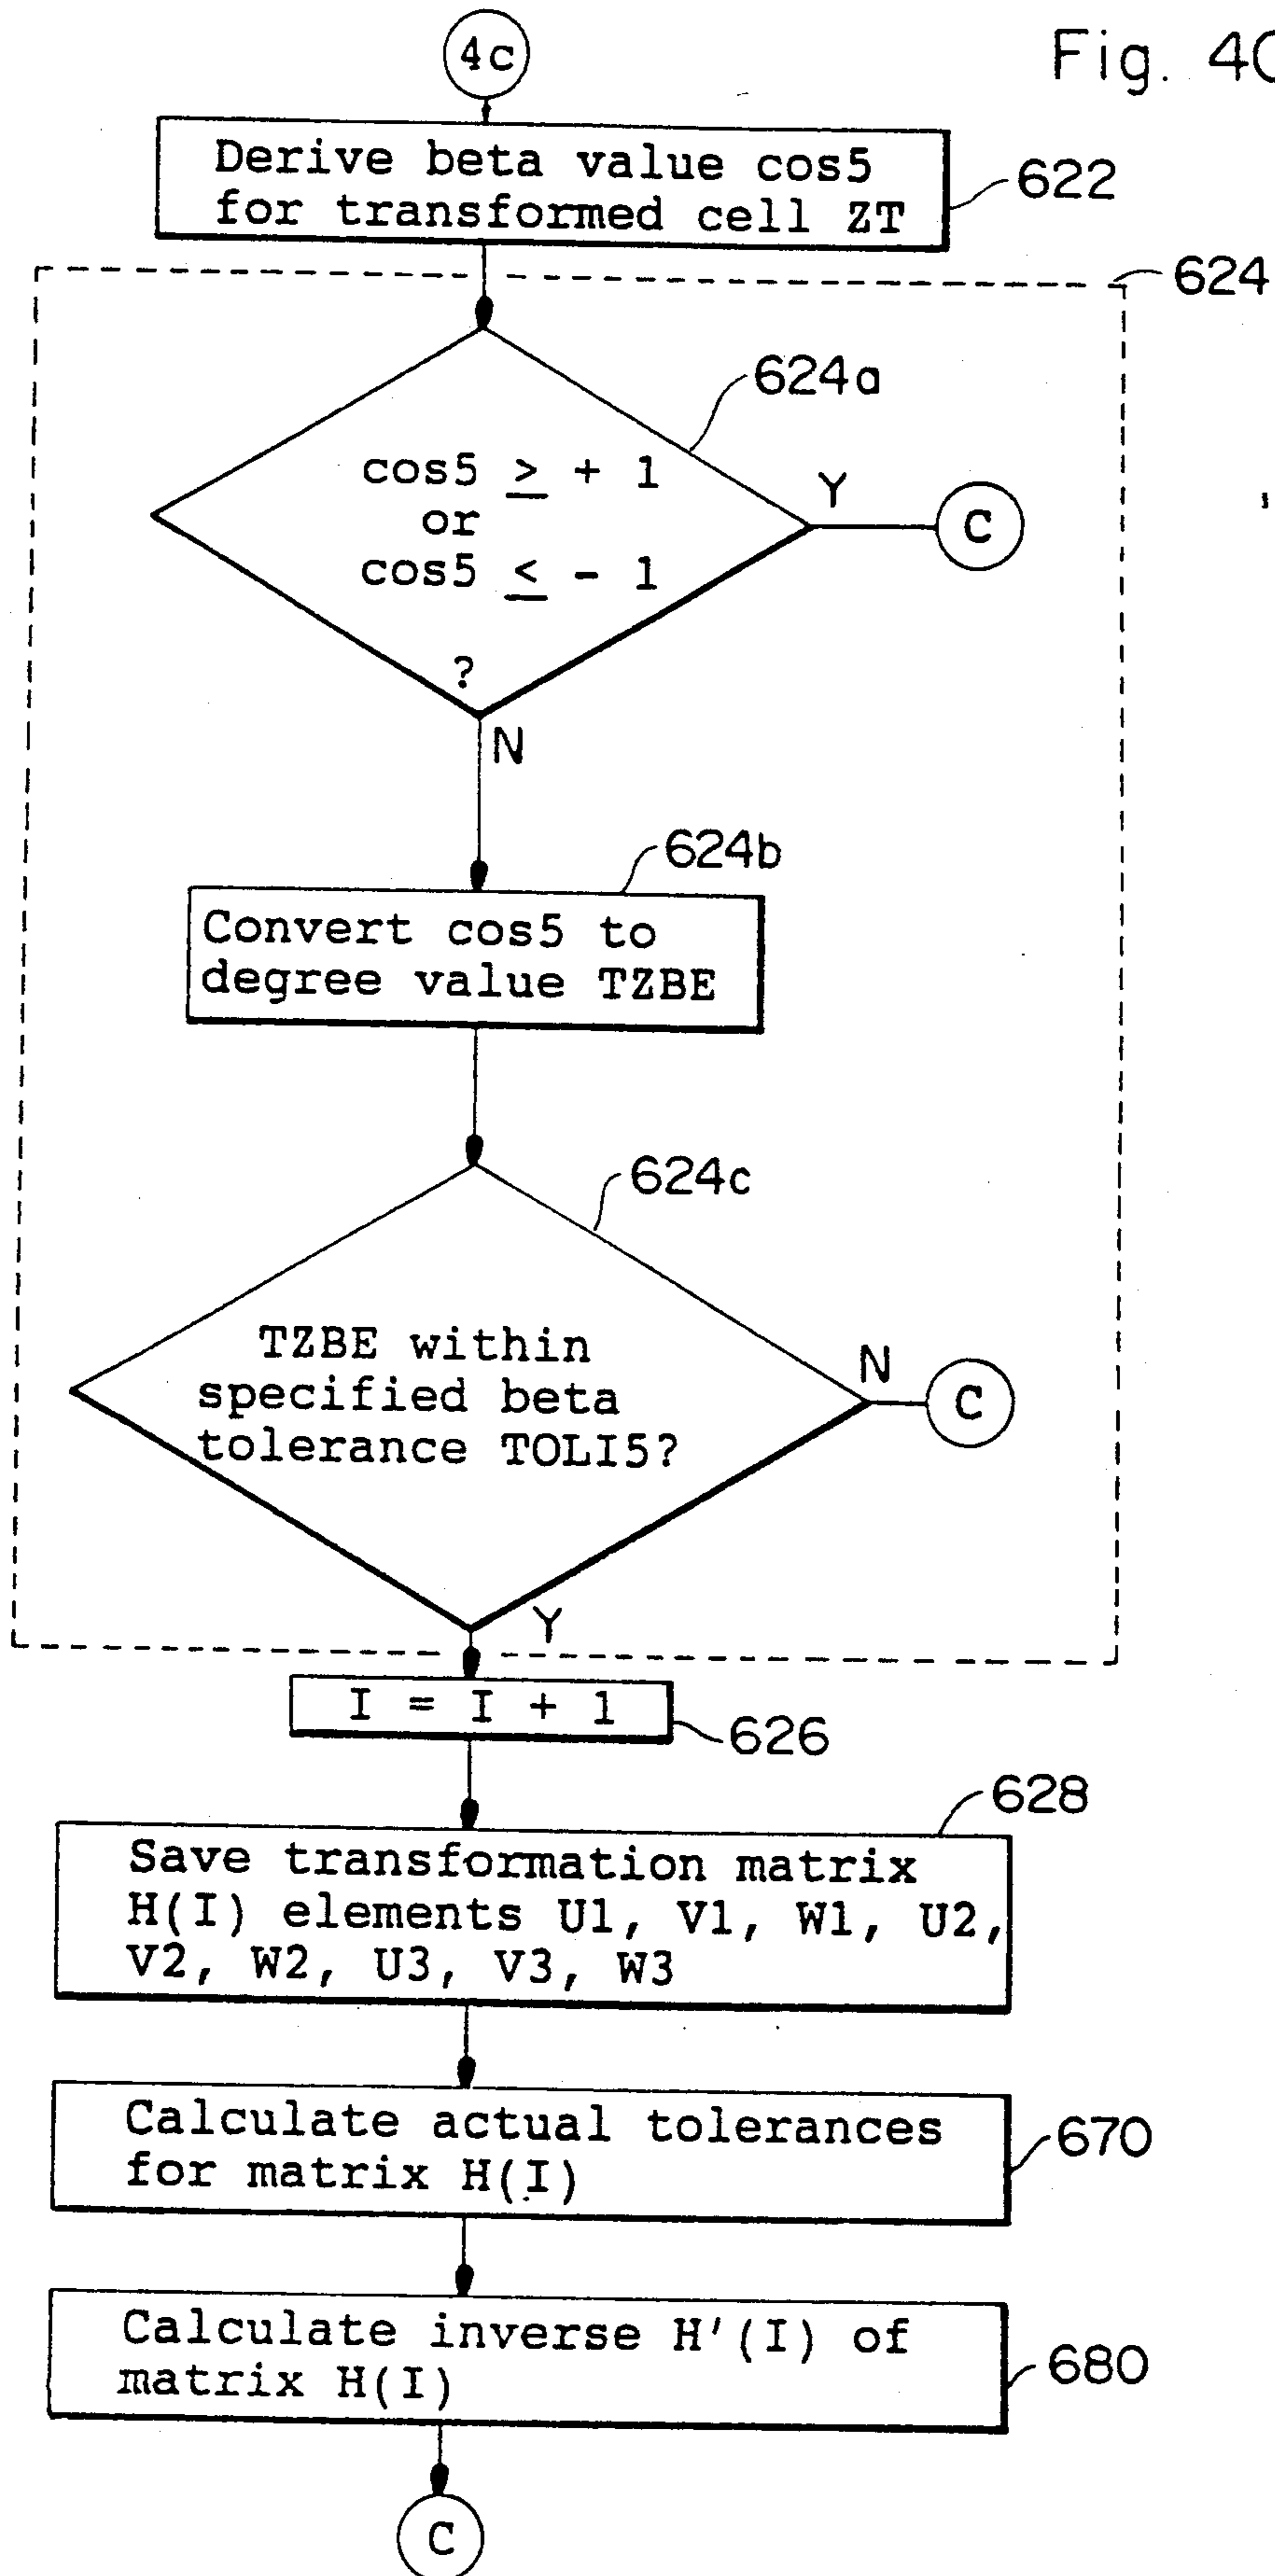 4c
Fig. 4C
Derive beta value cos5
for transformed cell ZT
622
624
624a
cos5 ≥ + 1
or
cos5 ≤ - 1
?
Y
C
N
624b
Convert cos5 to
degree value TZBE
624c
TZBE within
specified beta
tolerance TOLI5?
N
C
Y
I = I + 1
626
628
Save transformation matrix
H(I) elements U1, V1, W1, U2,
V2, W2, U3, V3, W3
Calculate actual tolerances
for matrix H(I)
670
Calculate inverse H'(I) of
matrix H(I)
680
C